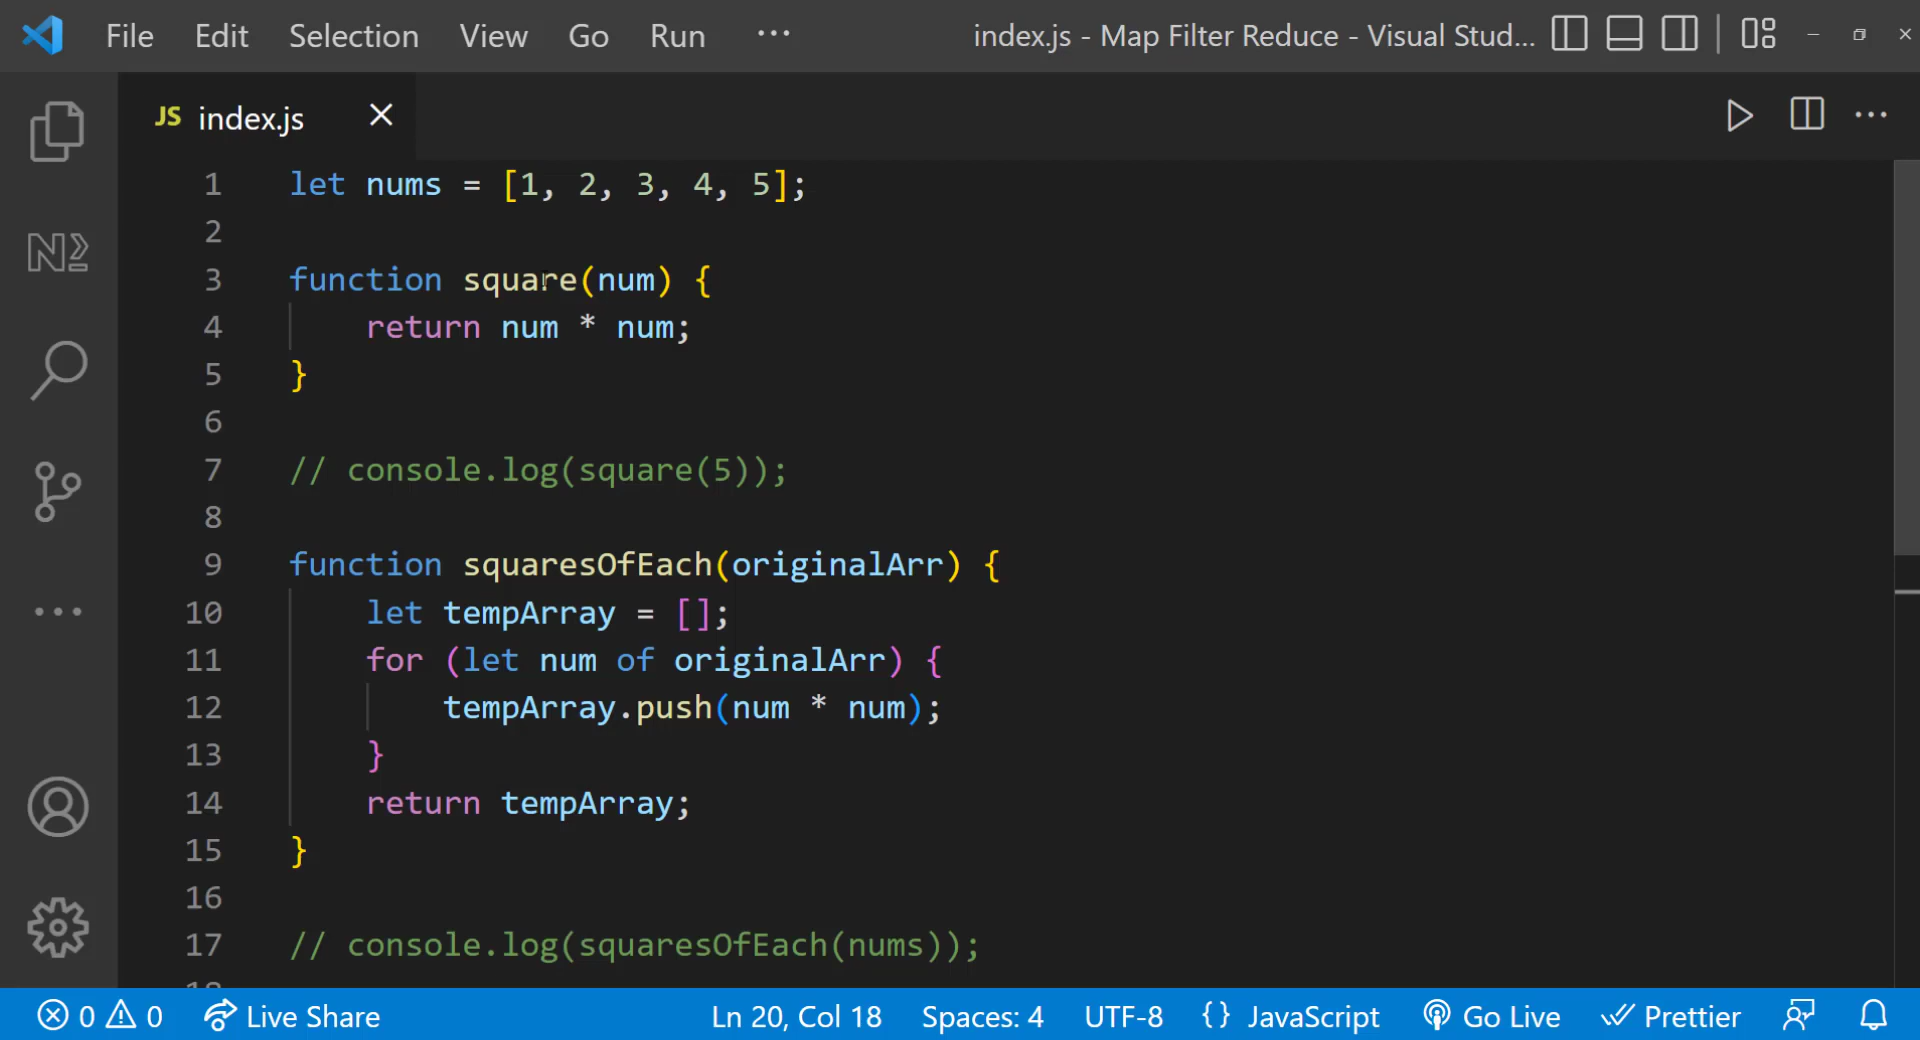 File Edit Selection View Go Run ··· index.js - Map Filter Reduce - Visual Stud...
JS index.js
1 let nums = [1, 2, 3, 4, 5];
2
3 function square(num) {
4 return num * num;
5 }
6
7 // console.log(square(5));
8
9 function squaresOfEach(originalArr) {
10 let tempArray = [];
11 for (let num of originalArr) {
12 tempArray.push(num * num);
13 }
14 return tempArray;
15 }
16
17 // console.log(squaresOfEach(nums));
0 0 Live Share Ln 20, Col 18 Spaces: 4 UTF-8 {} JavaScript Go Live Prettier